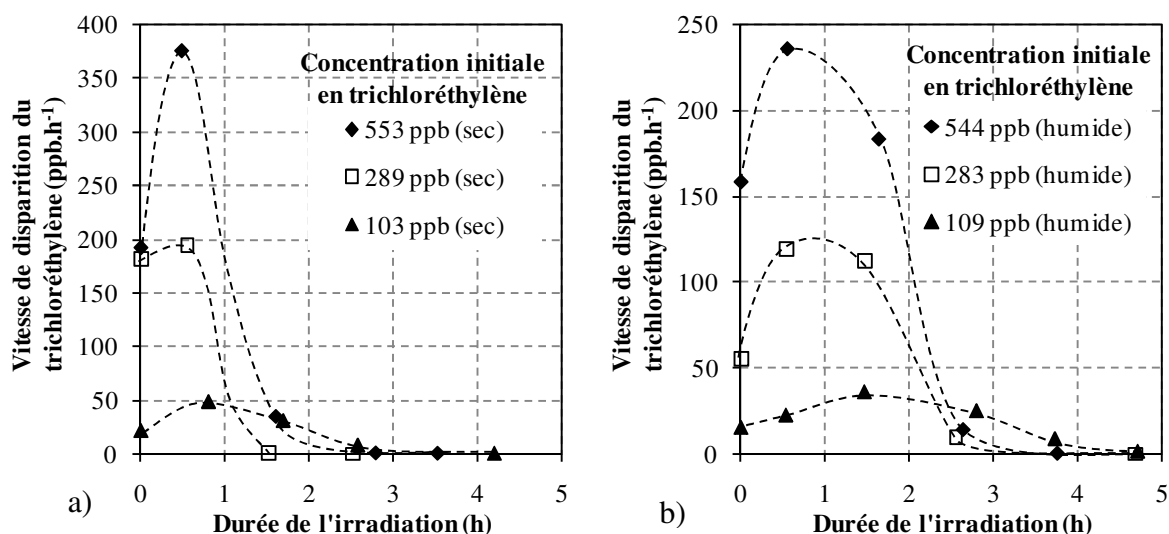 Vitesse de disparition du
trichloréthylène (ppb.h-1)
400
350
300
250
200
150
100
50
0
Concentration initiale
en trichloréthylène
553 ppb (sec)
289 ppb (sec)
103 ppb (sec)
0 1 2 3 4 5
Durée de l'irradiation (h)
a)
Vitesse de disparition du
trichloréthylène (ppb.h-1)
250
200
150
100
50
0
Concentration initiale
en trichloréthylène
544 ppb (humide)
283 ppb (humide)
109 ppb (humide)
0 1 2 3 4 5
Durée de l'irradiation (h)
b)